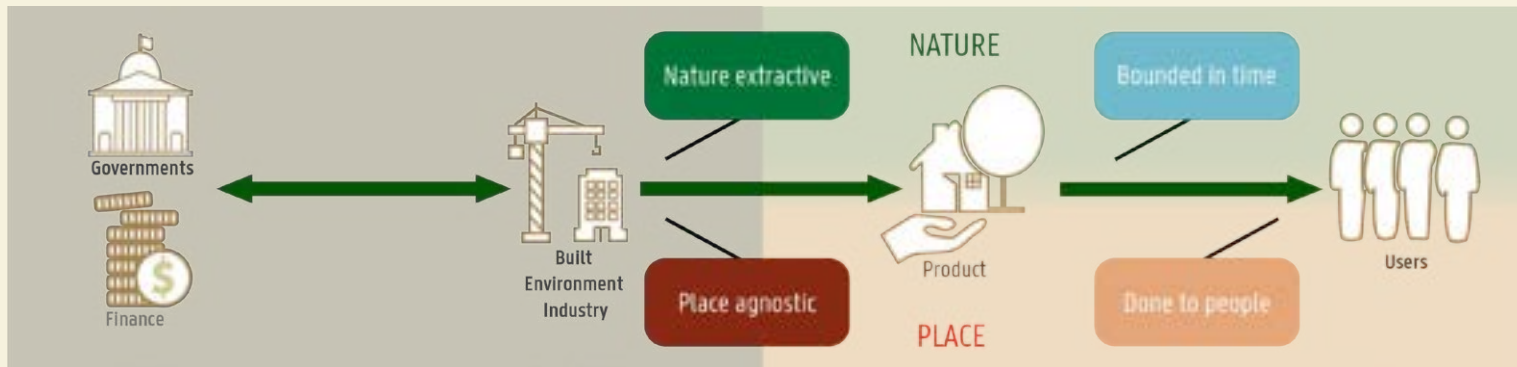 Governments
Finance
$
Built
Environment
Industry
Nature extractive
Place agnostic
NATURE
Product
PLACE
Bounded in time
Done to people
Users